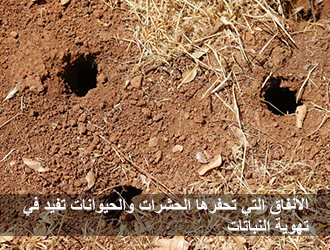 الأنفاق التي تحفرها الحشرات والحيوانات تفيد في
تهوية النباتات